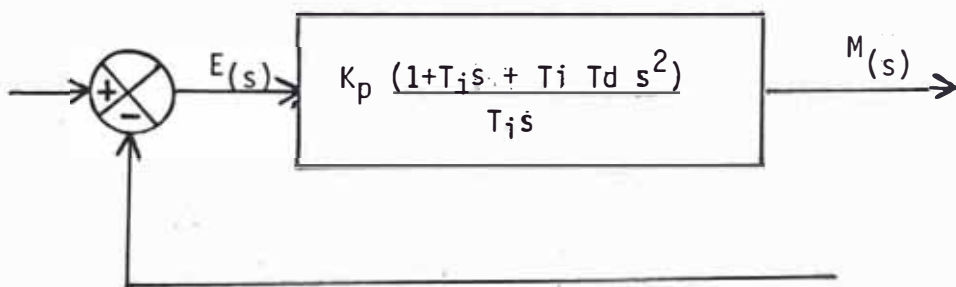 +
-
E(s)
Kp (1+Tis + Ti Td s²)
Tis
M(s)